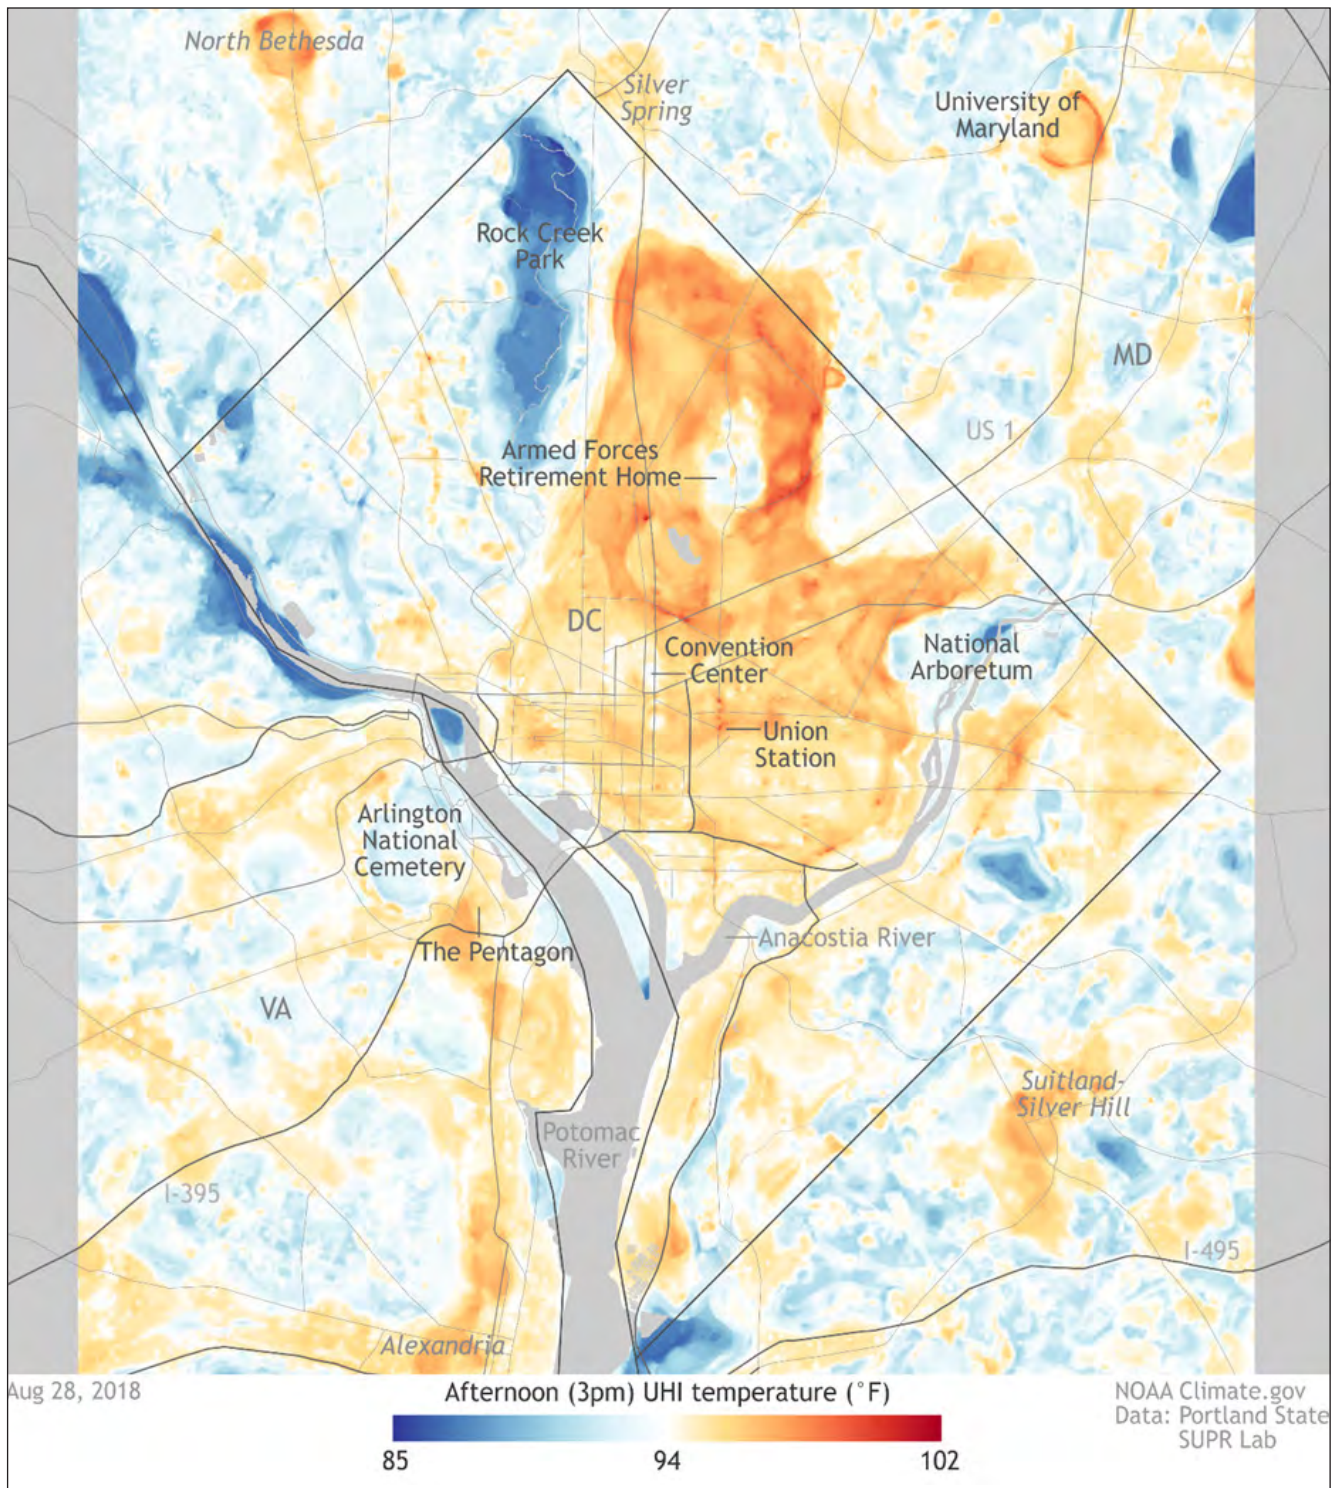 North Bethesda
Silver
Spring
University of
Maryland
Rock Creek
Park
MD
US 1
Armed Forces
Retirement Home
DC
Convention
Center
National
Arboretum
Union
Station
Arlington
National
Cemetery
The Pentagon
Anacostia River
VA
Suitland-
Silver Hill
Potomac
River
I-395
I-495
Alexandria
Aug 28, 2018
Afternoon (3pm) UHI temperature (°F)
85
94
102
NOAA Climate.gov
Data: Portland State
SUPR Lab